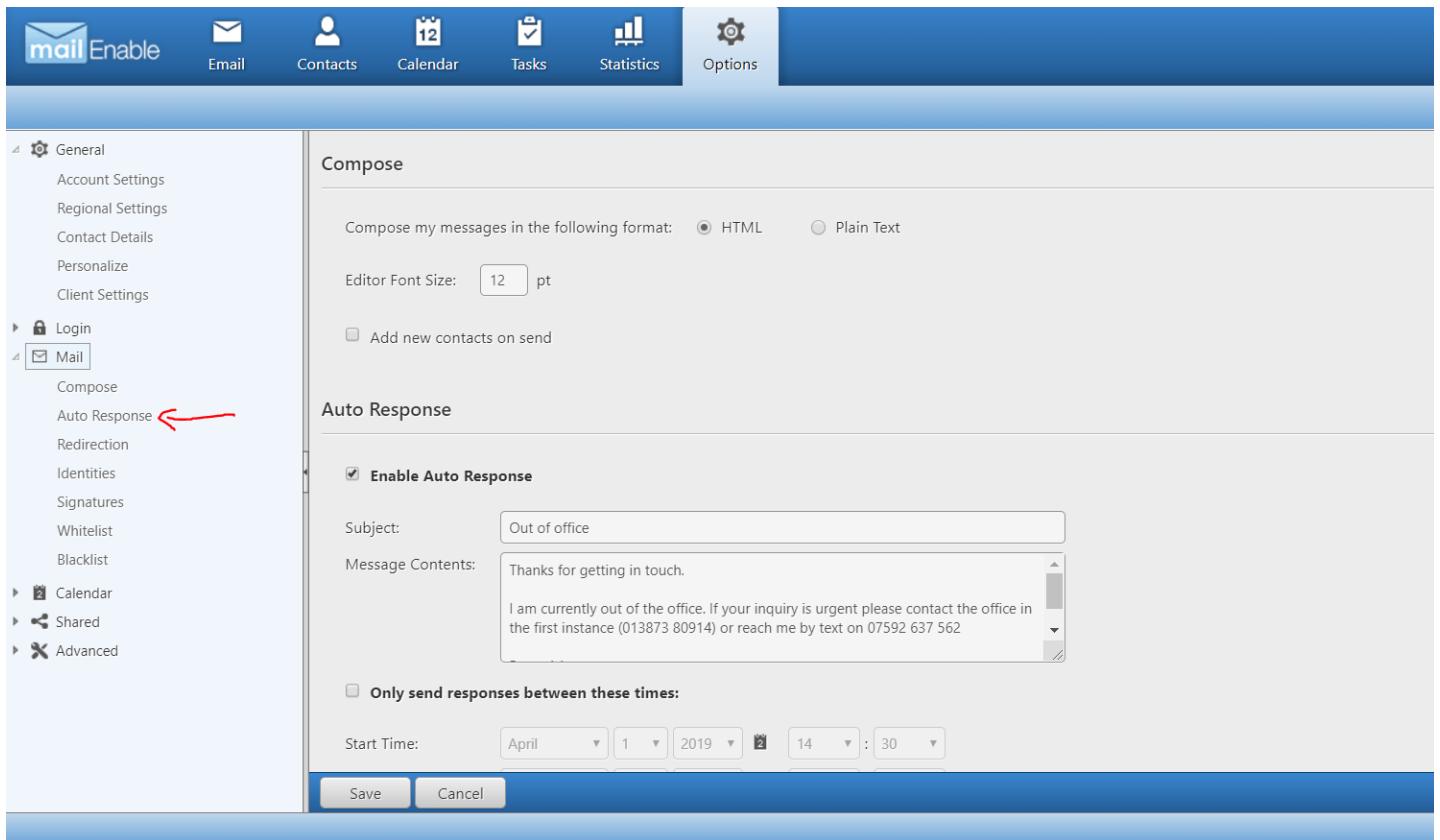 mail Enable
Email
Contacts
12
Calendar
Tasks
Statistics
Options
General
Account Settings
Regional Settings
Contact Details
Personalize
Client Settings
Login
Mail
Compose
Auto Response
Redirection
Identities
Signatures
Whitelist
Blacklist
2 Calendar
Shared
Advanced
Compose
Compose my messages in the following format: HTML Plain Text
Editor Font Size: 12 pt
Add new contacts on send
Auto Response
Enable Auto Response
Subject: Out of office
Message Contents: Thanks for getting in touch.
I am currently out of the office. If your inquiry is urgent please contact the office in
the first instance (013873 80914) or reach me by text on 07592 637 562
Only send responses between these times:
Start Time: April 1 2019 2 14 : 30
Save Cancel